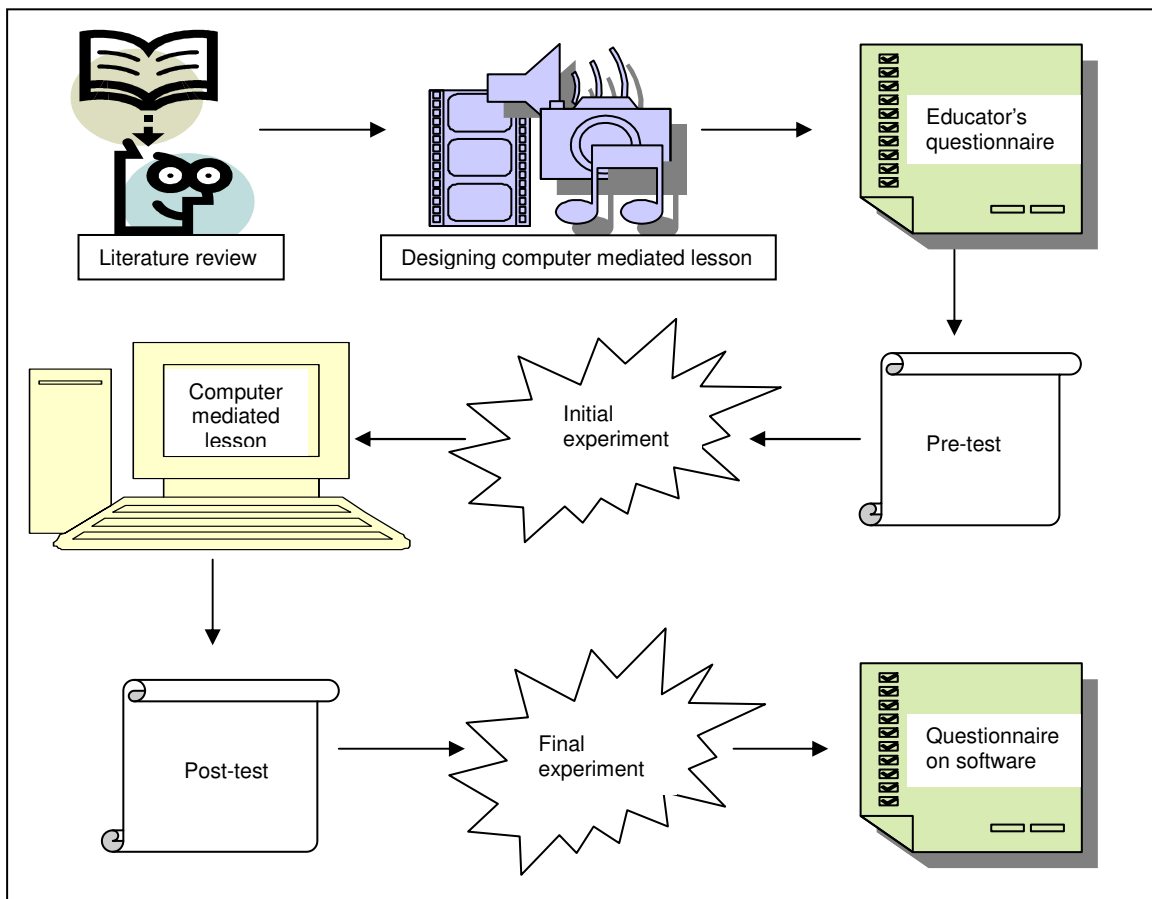 Literature review
Designing computer mediated lesson
Educator's
questionnaire
Pre-test
Initial
experiment
Computer
mediated
lesson
Post-test
Final
experiment
Questionnaire
on software